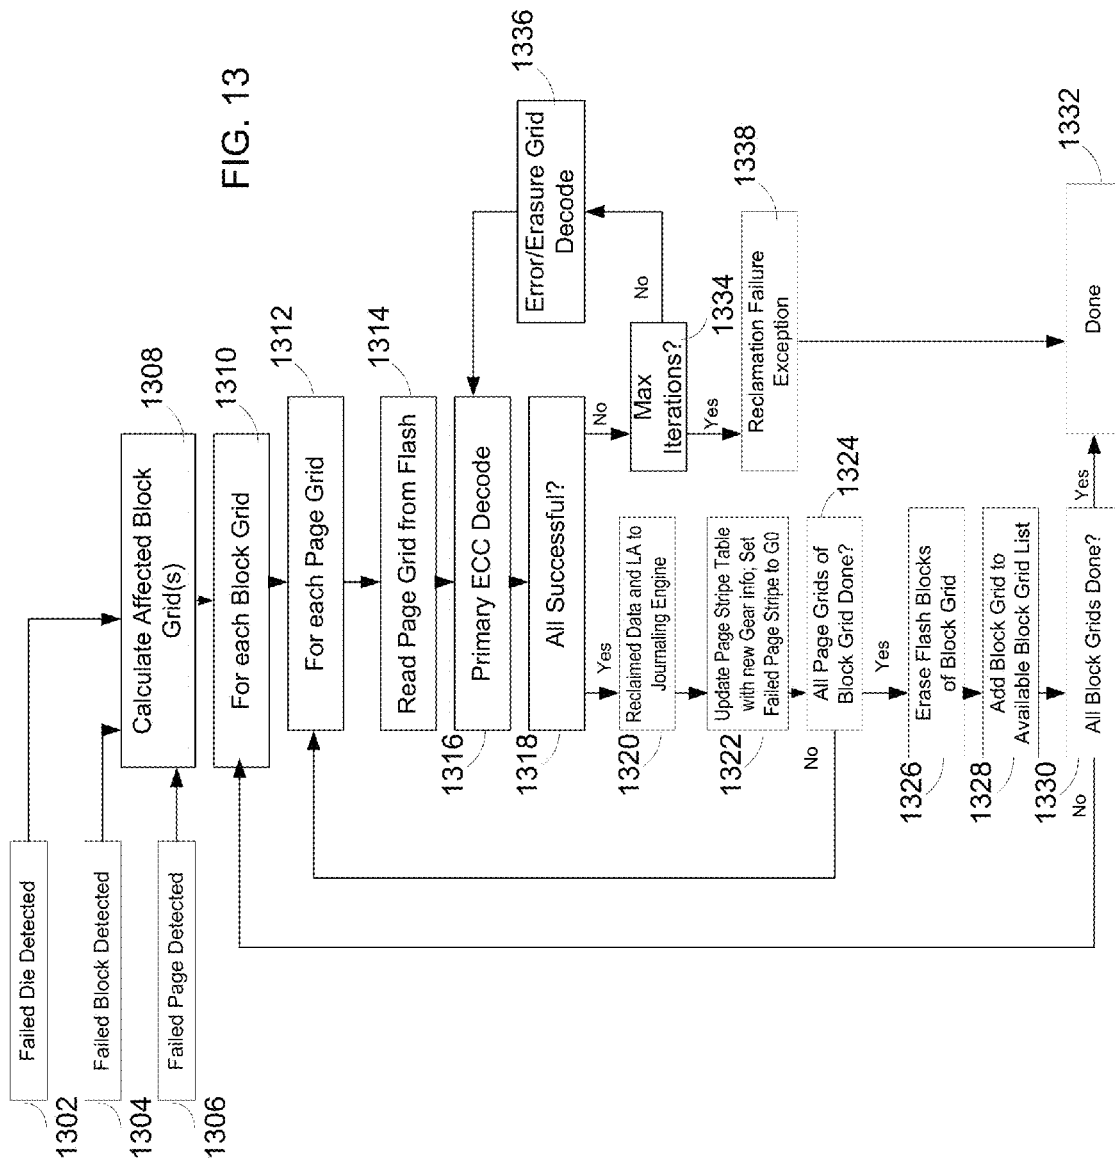 FIG. 13
1302
Failed Die Detected
1304
Failed Block Detected
1306
Failed Page Detected
1308
Calculate Affected Block
Grid(s)
1310
For each Block Grid
1312
For each Page Grid
1314
Read Page Grid from Flash
1316
Primary ECC Decode
1318
All Successful?
Yes
No
1320
Reclaimed Data and LA to
Journaling Engine
1322
Update Page Stripe Table
with new Gear info; Set
Failed Page Stripe to G0
1324
All Page Grids of
Block Grid Done?
No
Yes
1326
Erase Flash Blocks
of Block Grid
1328
Add Block Grid to
Available Block Grid List
1330
All Block Grids Done?
No
Yes
1332
Done
1334
Max
Iterations?
No
Yes
1336
Error/Erasure Grid
Decode
1338
Reclamation Failure
Exception